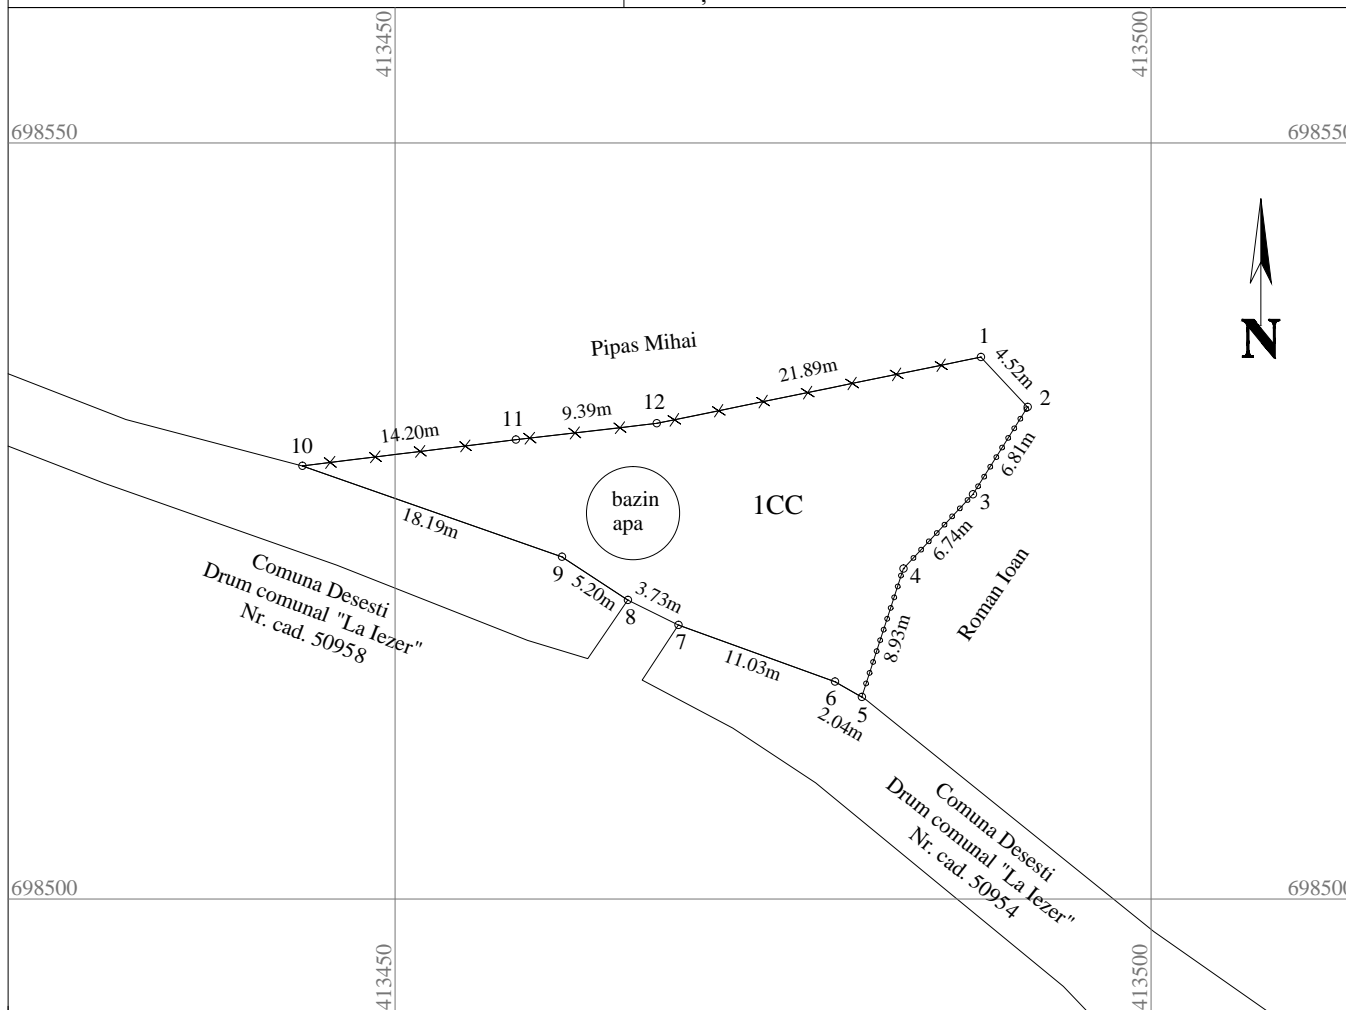 413450
413500
698550
698550
N
Pipas Mihai
1
4.52m
2
21.89m
12
9.39m
11
14.20m
10
6.81m
3
bazin
apa
1CC
18.19m
6.74m
4
9
5.20m
8
3.73m
7
Roman Ioan
8.93m
11.03m
6
5
2.04m
Comuna Desesti
Drum comunal "La Iezer"
Nr. cad. 50958
Comuna Desesti
Drum comunal "La Iezer"
Nr. cad. 50954
698500
698500
413450
413500